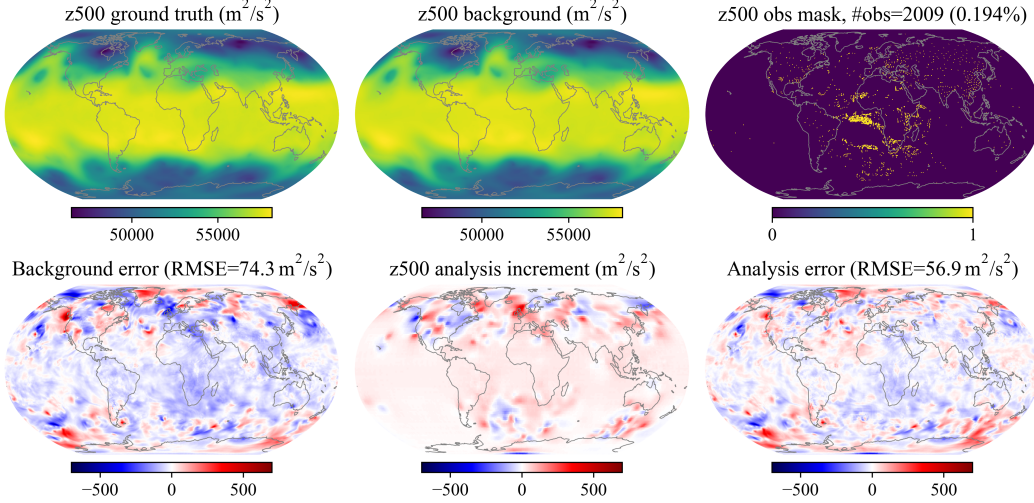 z500 ground truth (m²/s²)
z500 background (m²/s²)
z500 obs mask, #obs=2009 (0.194%)
50000 55000
50000 55000
0 1
Background error (RMSE=74.3 m²/s²)
z500 analysis increment (m²/s²)
Analysis error (RMSE=56.9 m²/s²)
−500 0 500
−500 0 500
−500 0 500